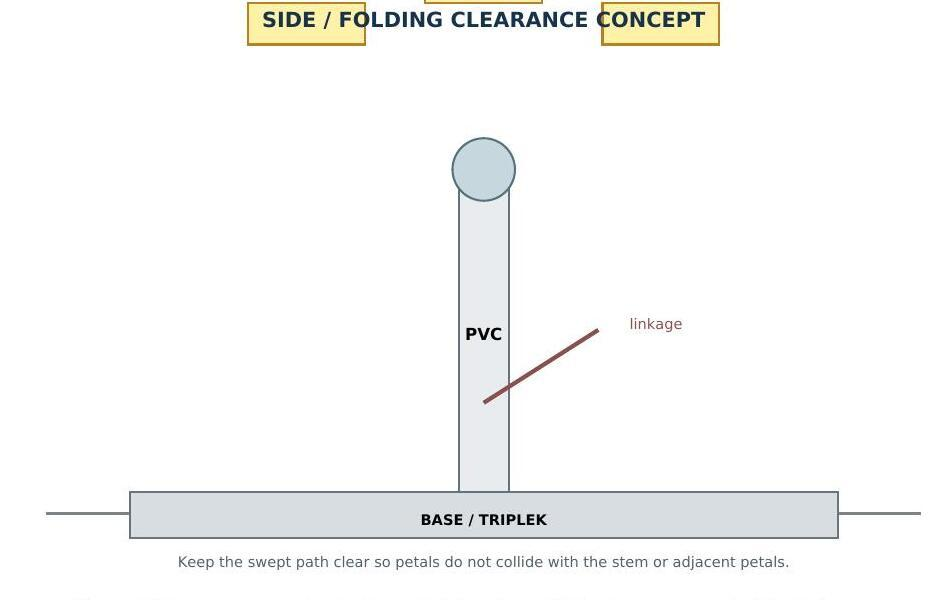 SIDE / FOLDING CLEARANCE CONCEPT
PVC
linkage
BASE / TRIPLEK
Keep the swept path clear so petals do not collide with the stem or adjacent petals.